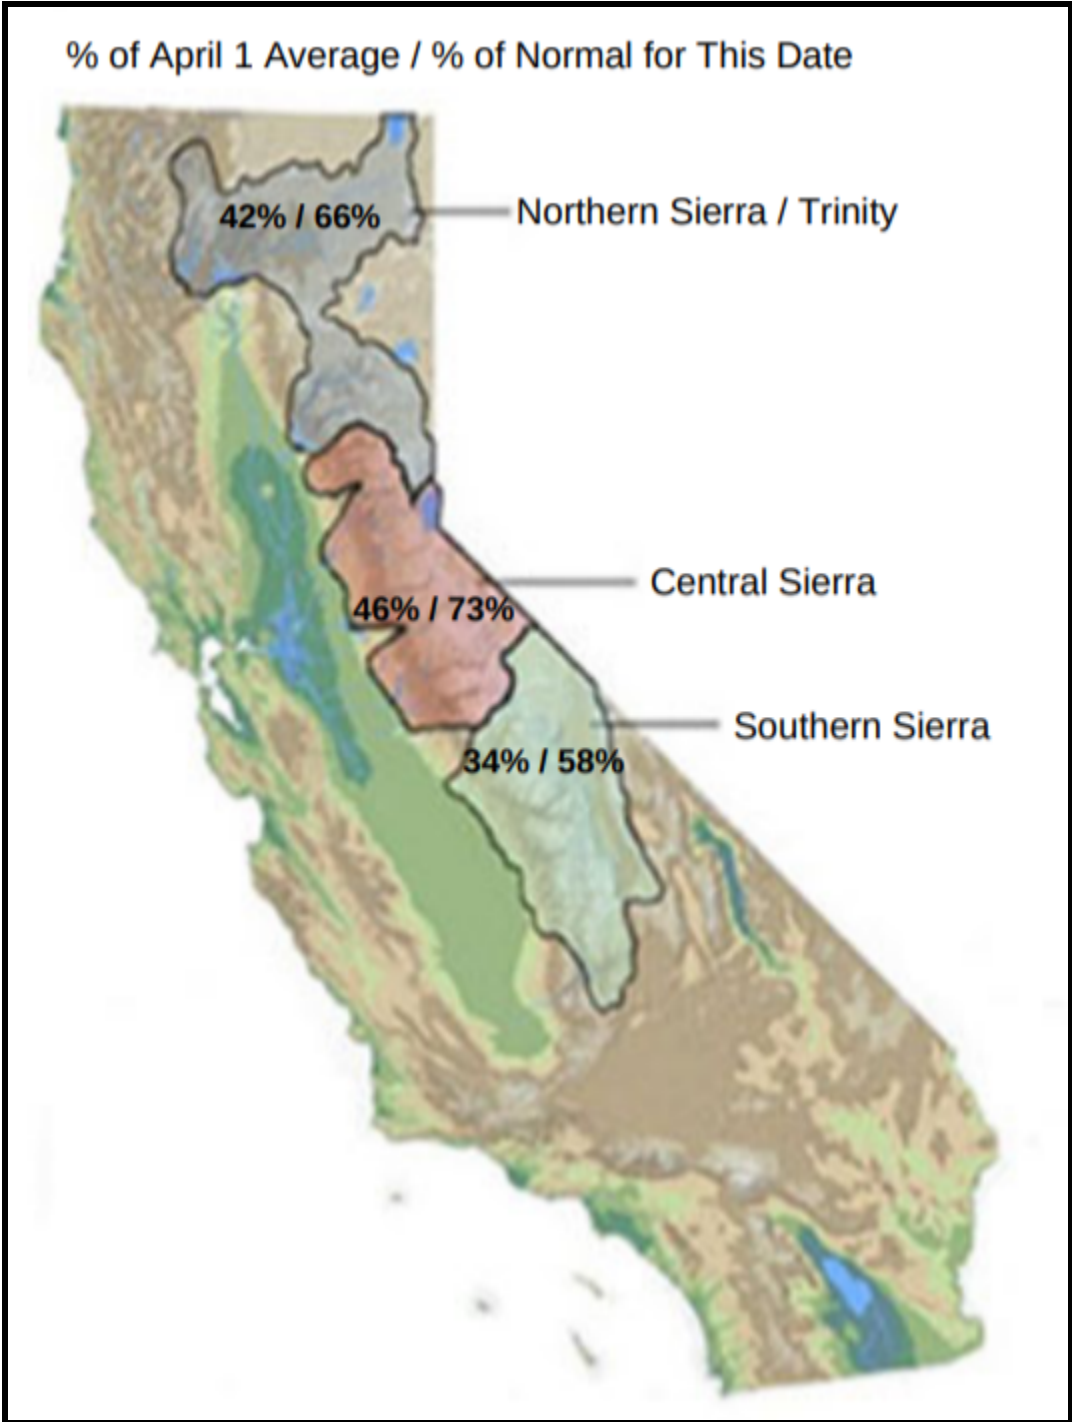 % of April 1 Average / % of Normal for This Date
42% / 66%
Northern Sierra / Trinity
Central Sierra
46% / 73%
Southern Sierra
34% / 58%